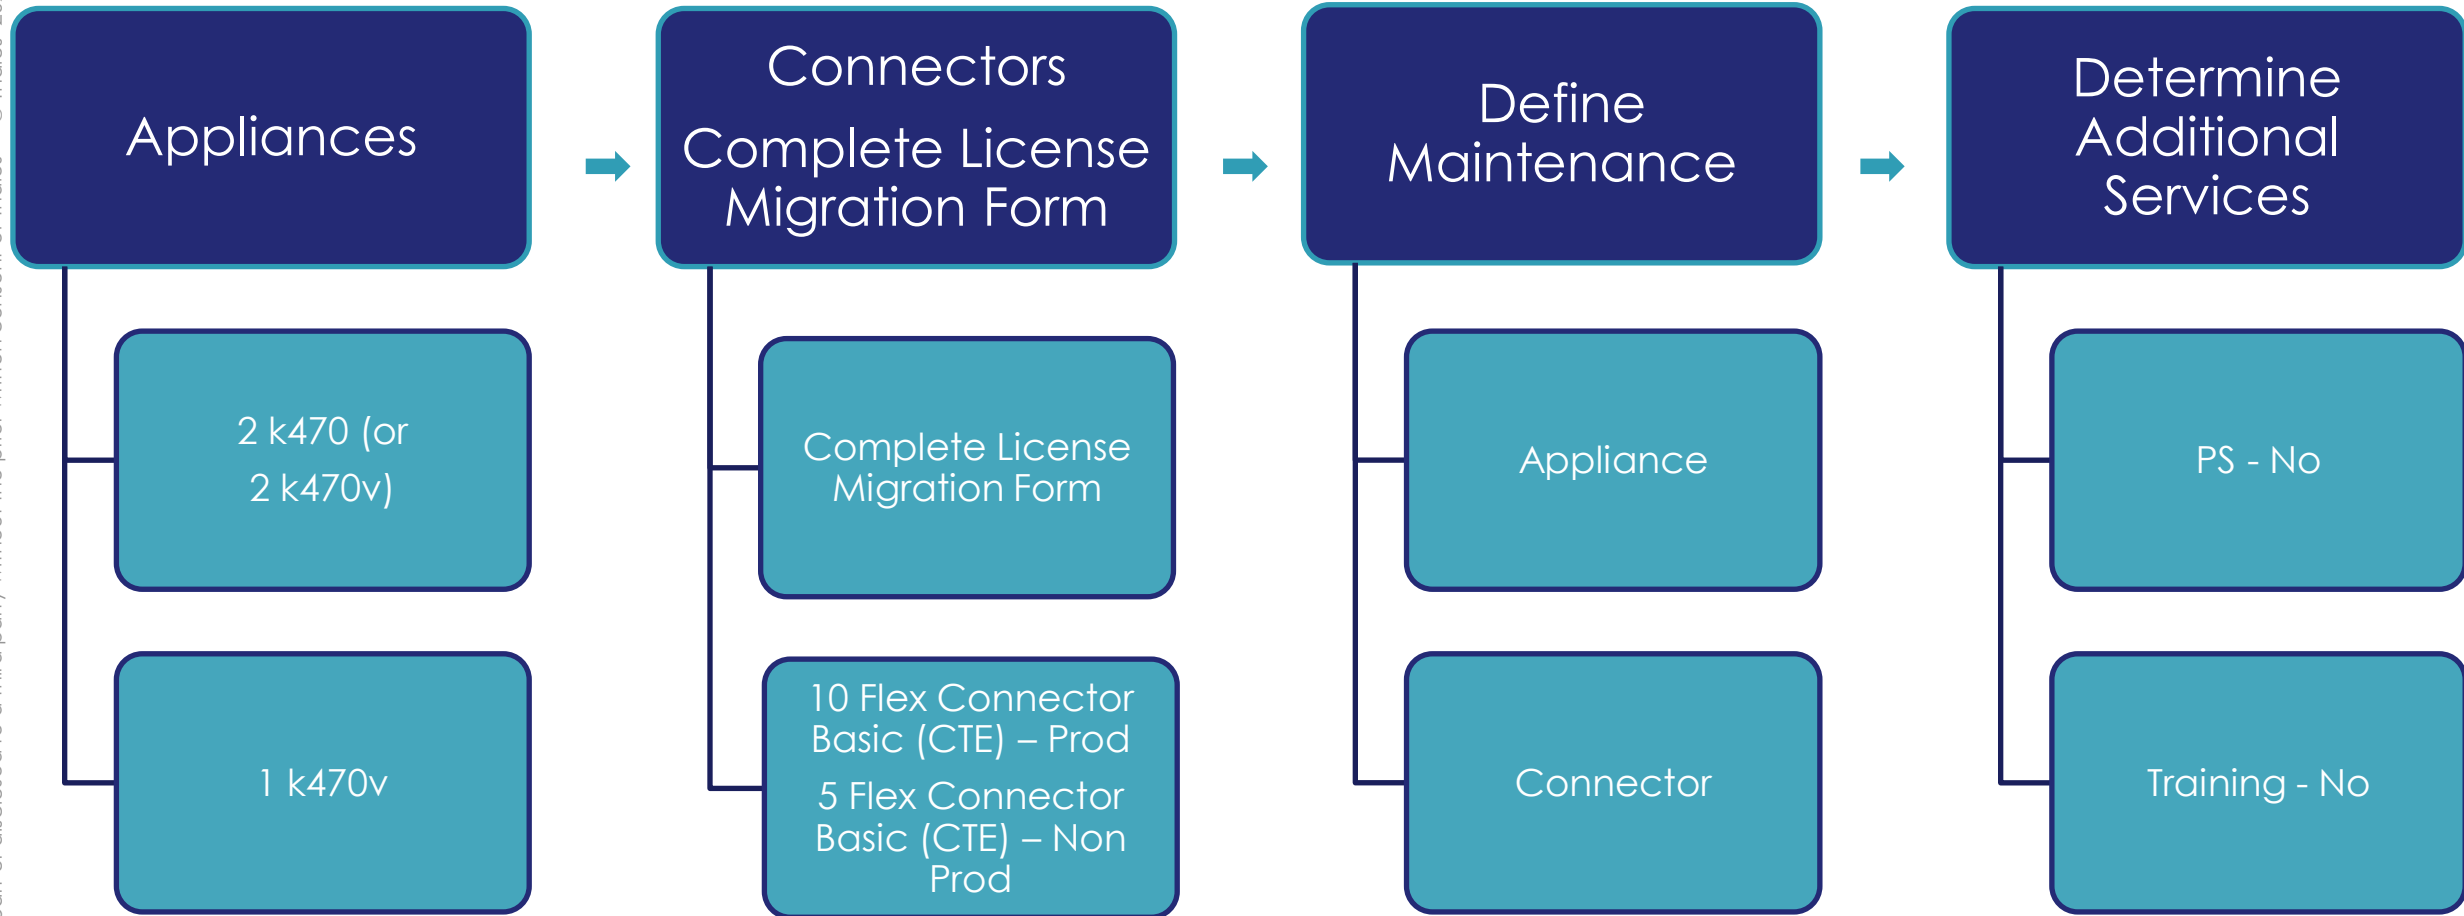 Appliances
2 k470 (or
2 k470v)
1 k470v
Connectors
Complete License
Migration Form
Complete License
Migration Form
10 Flex Connector
Basic (CTE) – Prod
5 Flex Connector
Basic (CTE) – Non
Prod
Define
Maintenance
Appliance
Connector
Determine
Additional
Services
PS - No
Training - No